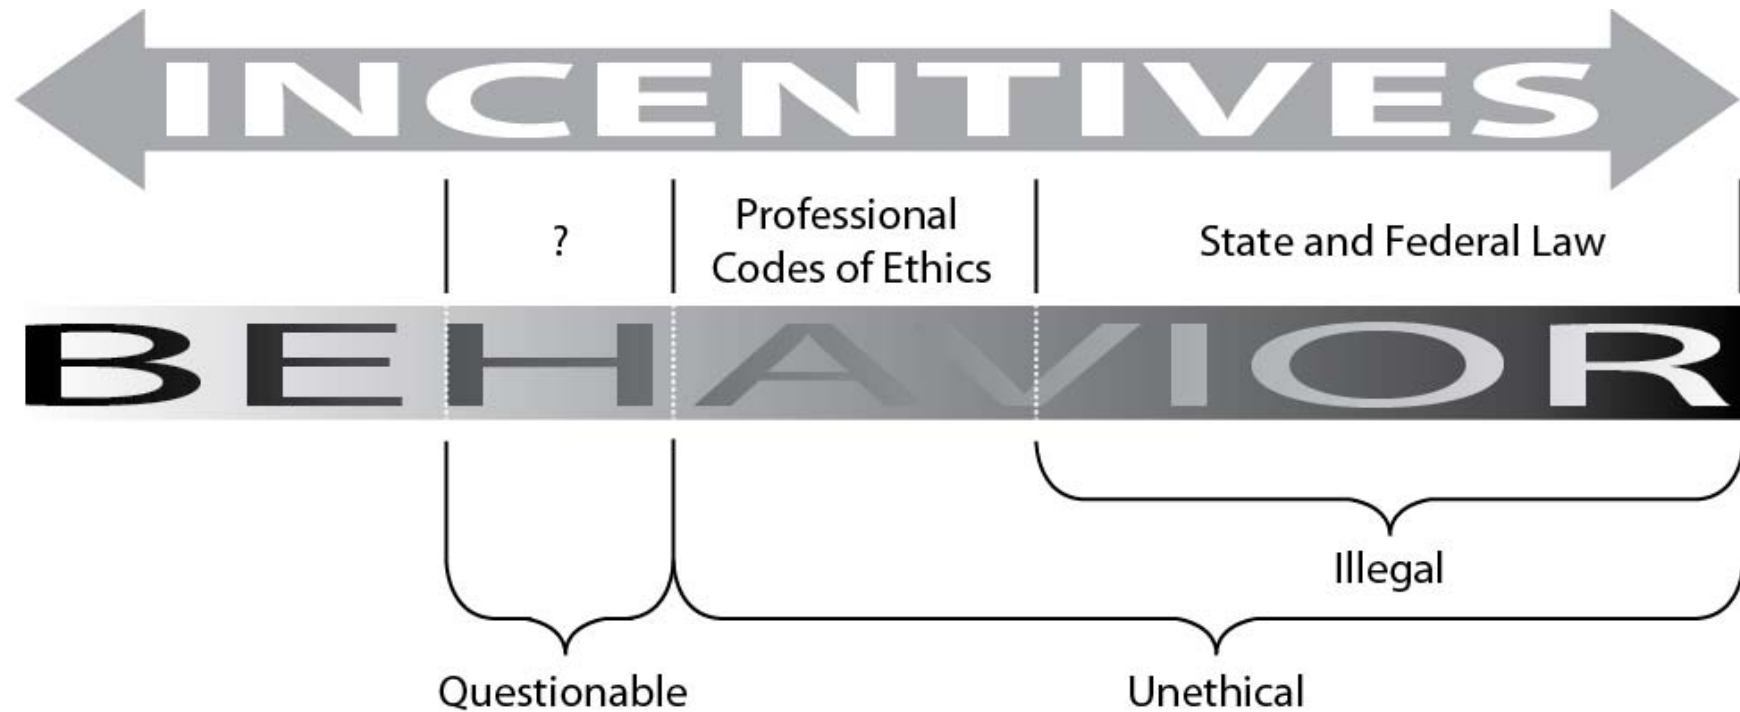 INCENTIVES
?
Professional
Codes of Ethics
State and Federal Law
BEHAVIOR
Illegal
Questionable
Unethical